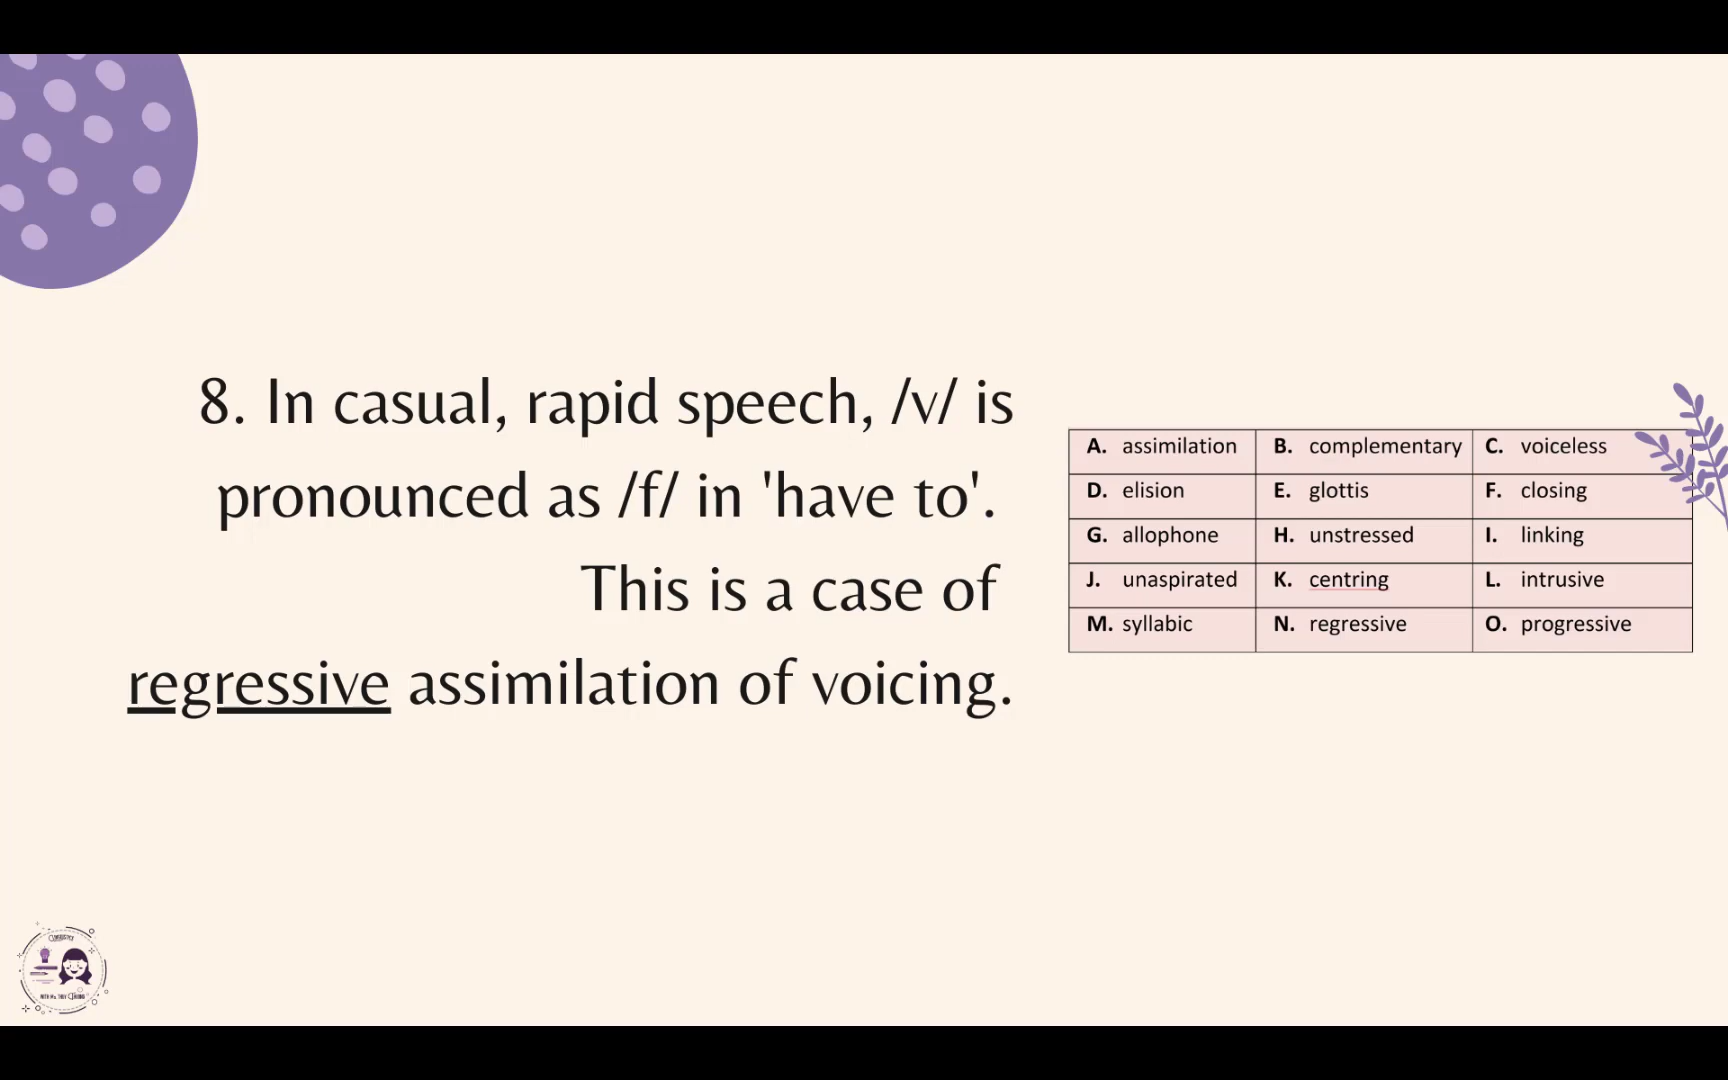 8. In casual, rapid speech, /v/ is
pronounced as /f/ in 'have to'.
This is a case of
regressive assimilation of voicing.
A. assimilation B. complementary C. voiceless
D. elision E. glottis F. closing
G. allophone H. unstressed I. linking
J. unaspirated K. centring L. intrusive
M. syllabic N. regressive O. progressive